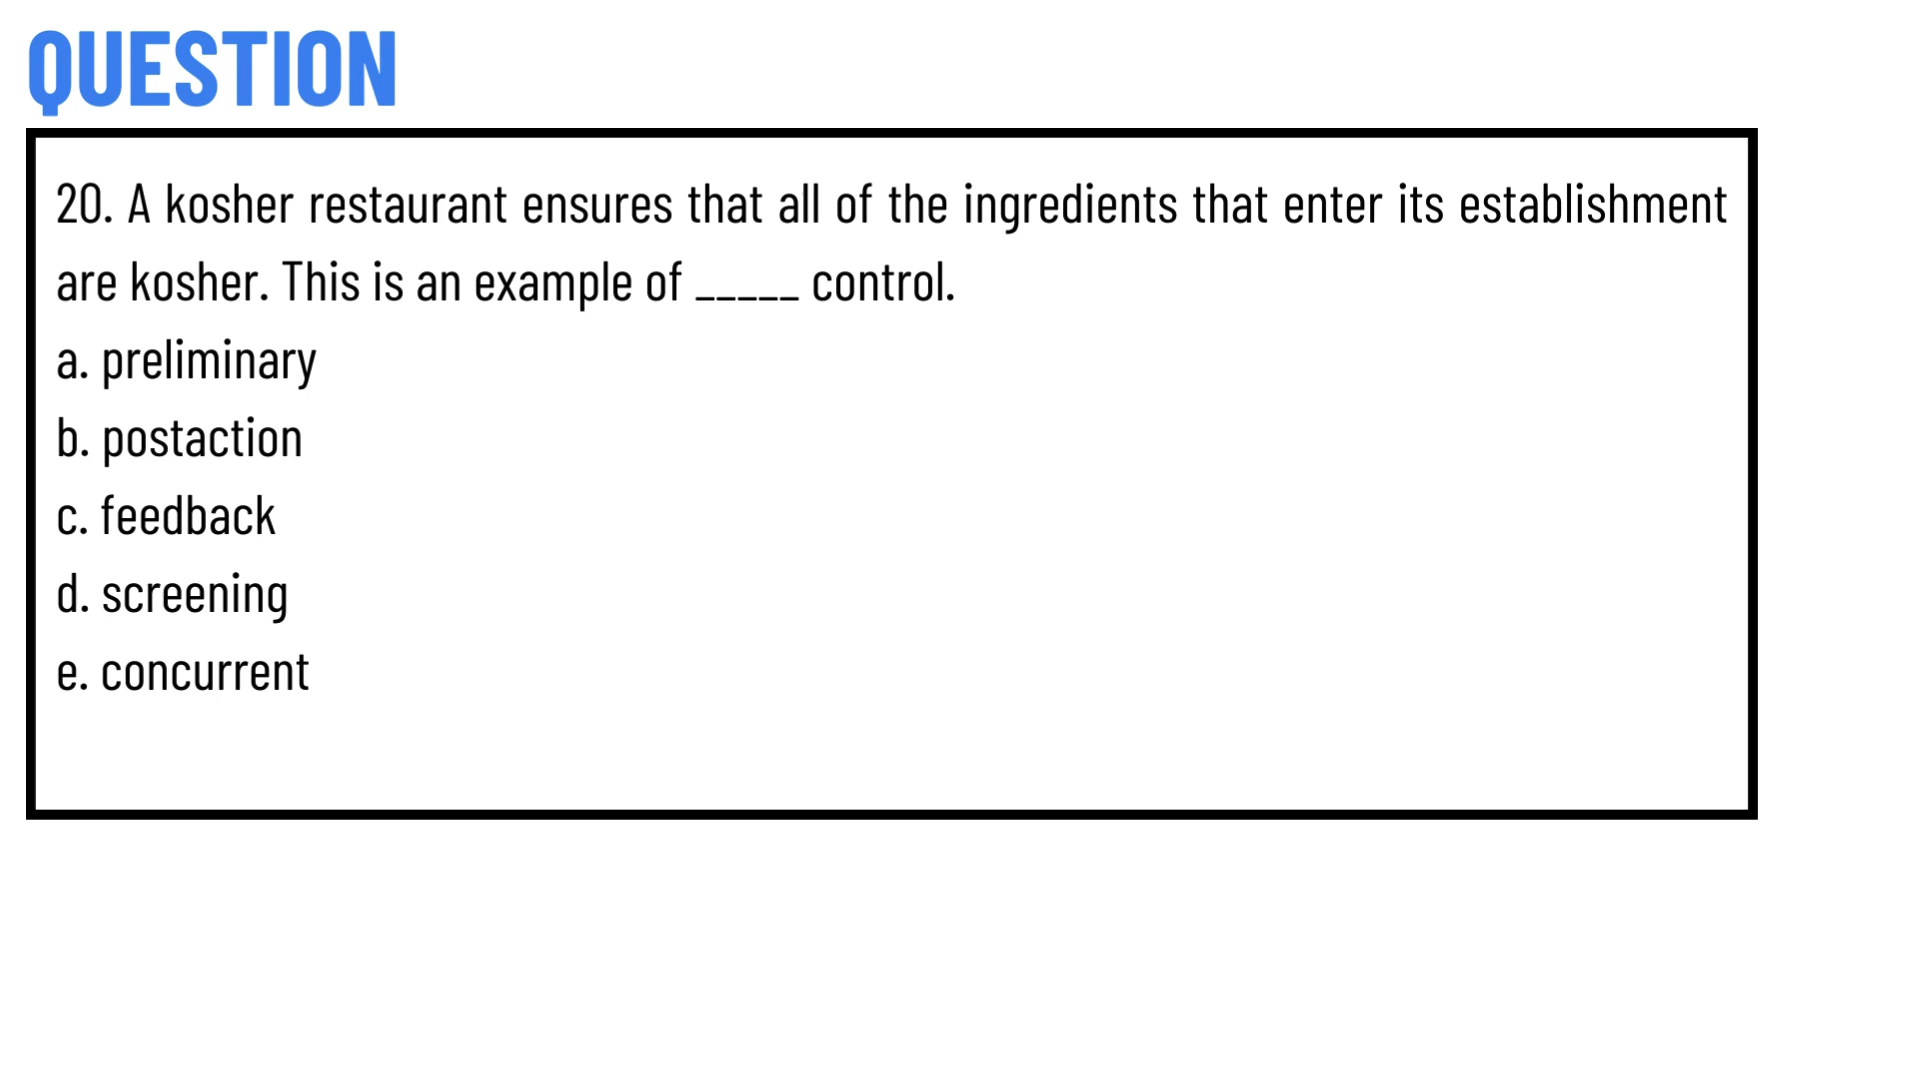 QUESTION
20. A kosher restaurant ensures that all of the ingredients that enter its establishment
are kosher. This is an example of _____ control.
a. preliminary
b. postaction
c. feedback
d. screening
e. concurrent